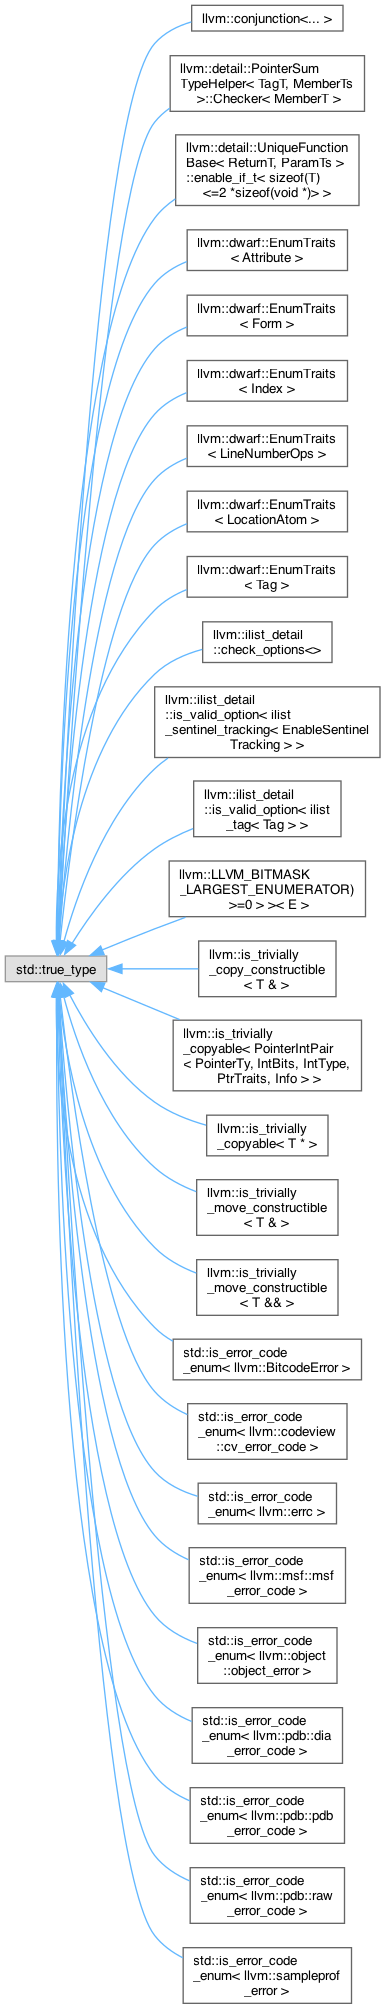 llvm::conjunction<... >
llvm::detail::PointerSum
TypeHelper< TagT, MemberTs
>::Checker< MemberT >
llvm::detail::UniqueFunction
Base< ReturnT, ParamTs >
::enable_if_t< sizeof(T)
<=2 *sizeof(void *)> >
llvm::dwarf::EnumTraits
< Attribute >
llvm::dwarf::EnumTraits
< Form >
llvm::dwarf::EnumTraits
< Index >
llvm::dwarf::EnumTraits
< LineNumberOps >
llvm::dwarf::EnumTraits
< LocationAtom >
llvm::dwarf::EnumTraits
< Tag >
llvm::ilist_detail
::check_options<>
llvm::ilist_detail
::is_valid_option< ilist
_sentinel_tracking< EnableSentinel
Tracking > >
llvm::ilist_detail
::is_valid_option< ilist
_tag< Tag > >
llvm::LLVM_BITMASK
_LARGEST_ENUMERATOR)
>=0 > >< E >
std::true_type
llvm::is_trivially
_copy_constructible
< T & >
llvm::is_trivially
_copyable< PointerIntPair
< PointerTy, IntBits, IntType,
PtrTraits, Info > >
llvm::is_trivially
_copyable< T * >
llvm::is_trivially
_move_constructible
< T & >
llvm::is_trivially
_move_constructible
< T && >
std::is_error_code
_enum< llvm::BitcodeError >
std::is_error_code
_enum< llvm::codeview
::cv_error_code >
std::is_error_code
_enum< llvm::errc >
std::is_error_code
_enum< llvm::msf::msf
_error_code >
std::is_error_code
_enum< llvm::object
::object_error >
std::is_error_code
_enum< llvm::pdb::dia
_error_code >
std::is_error_code
_enum< llvm::pdb::pdb
_error_code >
std::is_error_code
_enum< llvm::pdb::raw
_error_code >
std::is_error_code
_enum< llvm::sampleprof
_error >